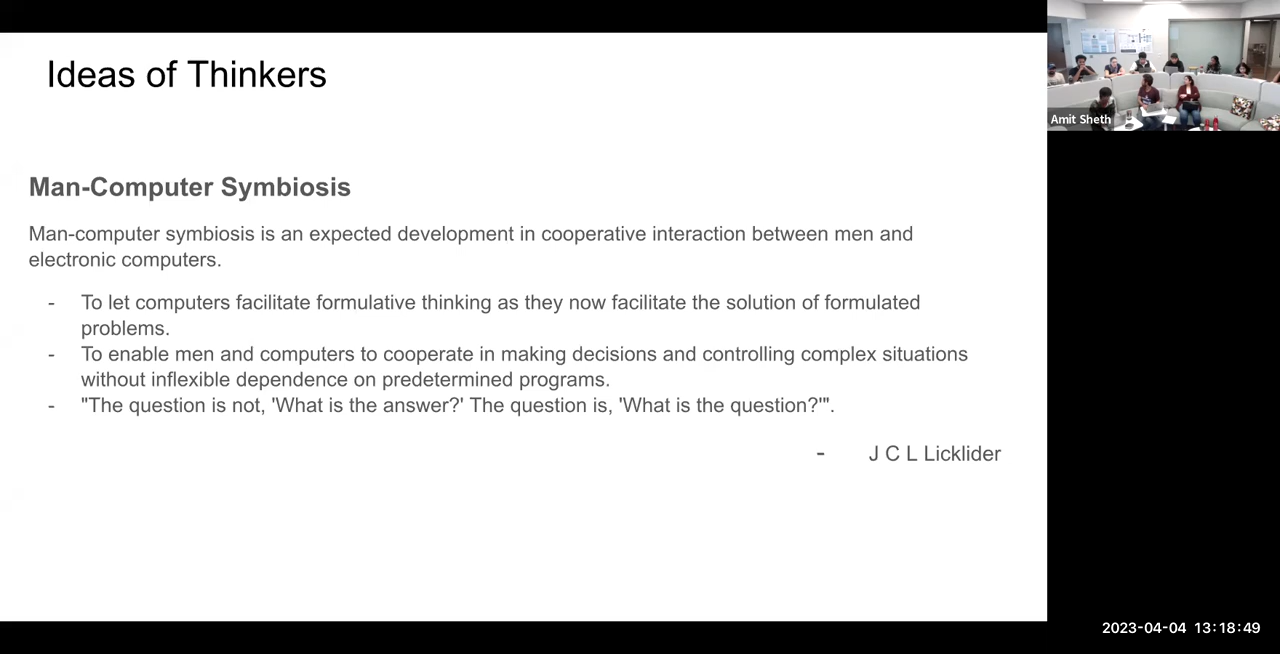 Ideas of Thinkers
Amit Sheth
Man-Computer Symbiosis
Man-computer symbiosis is an expected development in cooperative interaction between men and
electronic computers.
- To let computers facilitate formulative thinking as they now facilitate the solution of formulated
problems.
- To enable men and computers to cooperate in making decisions and controlling complex situations
without inflexible dependence on predetermined programs.
- "The question is not, 'What is the answer?' The question is, 'What is the question?'".
- J C L Licklider
2023-04-04 13:18:49